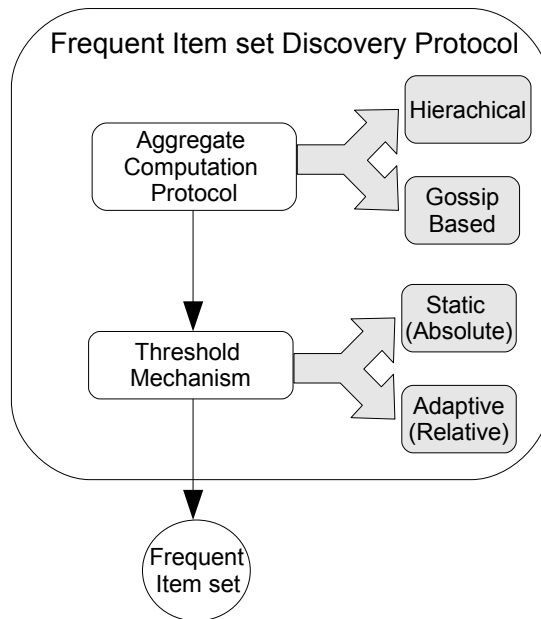 Frequent Item set Discovery Protocol
Hierachical
Aggregate
Computation
Protocol
Gossip
Based
Static
(Absolute)
Threshold
Mechanism
Adaptive
(Relative)
Frequent
Item set